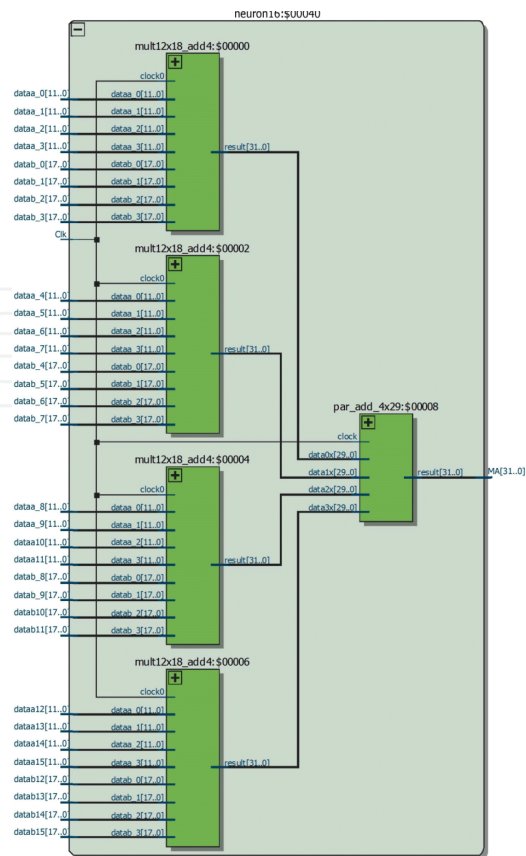 neuron16:$00040
mult12x18_add4:$00000
clock0
dataa_0[11..0] dataa_0[11..0]
dataa_1[11..0] dataa_1[11..0]
dataa_2[11..0] dataa_2[11..0]
dataa_3[11..0] dataa_3[11..0] result[31..0]
datab_0[17..0] datab_0[17..0]
datab_1[17..0] datab_1[17..0]
datab_2[17..0] datab_2[17..0]
datab_3[17..0] datab_3[17..0]
Clk
mult12x18_add4:$00002
clock0
dataa_4[11..0] dataa_0[11..0]
dataa_5[11..0] dataa_1[11..0]
dataa_6[11..0] dataa_2[11..0]
dataa_7[11..0] dataa_3[11..0] result[31..0]
datab_4[17..0] datab_0[17..0]
datab_5[17..0] datab_1[17..0]
datab_6[17..0] datab_2[17..0]
datab_7[17..0] datab_3[17..0]
par_add_4x29:$00008
clock
data0x[29..0]
data1x[29..0] result[31..0] MA[31..0]
data2x[29..0]
data3x[29..0]
mult12x18_add4:$00004
clock0
dataa_8[11..0] dataa_0[11..0]
dataa_9[11..0] dataa_1[11..0]
dataa10[11..0] dataa_2[11..0]
dataa11[11..0] dataa_3[11..0] result[31..0]
datab_8[17..0] datab_0[17..0]
datab_9[17..0] datab_1[17..0]
datab10[17..0] datab_2[17..0]
datab11[17..0] datab_3[17..0]
mult12x18_add4:$00006
clock0
dataa12[11..0] dataa_0[11..0]
dataa13[11..0] dataa_1[11..0]
dataa14[11..0] dataa_2[11..0]
dataa15[11..0] dataa_3[11..0] result[31..0]
datab12[17..0] datab_0[17..0]
datab13[17..0] datab_1[17..0]
datab14[17..0] datab_2[17..0]
datab15[17..0] datab_3[17..0]